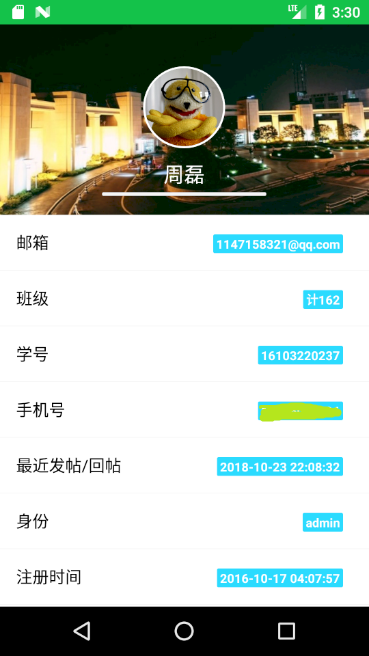 LTE 3:30
周磊
邮箱 1147158321@qq.com
班级 计162
学号 16103220237
手机号
最近发帖/回帖 2018-10-23 22:08:32
身份 admin
注册时间 2016-10-17 04:07:57